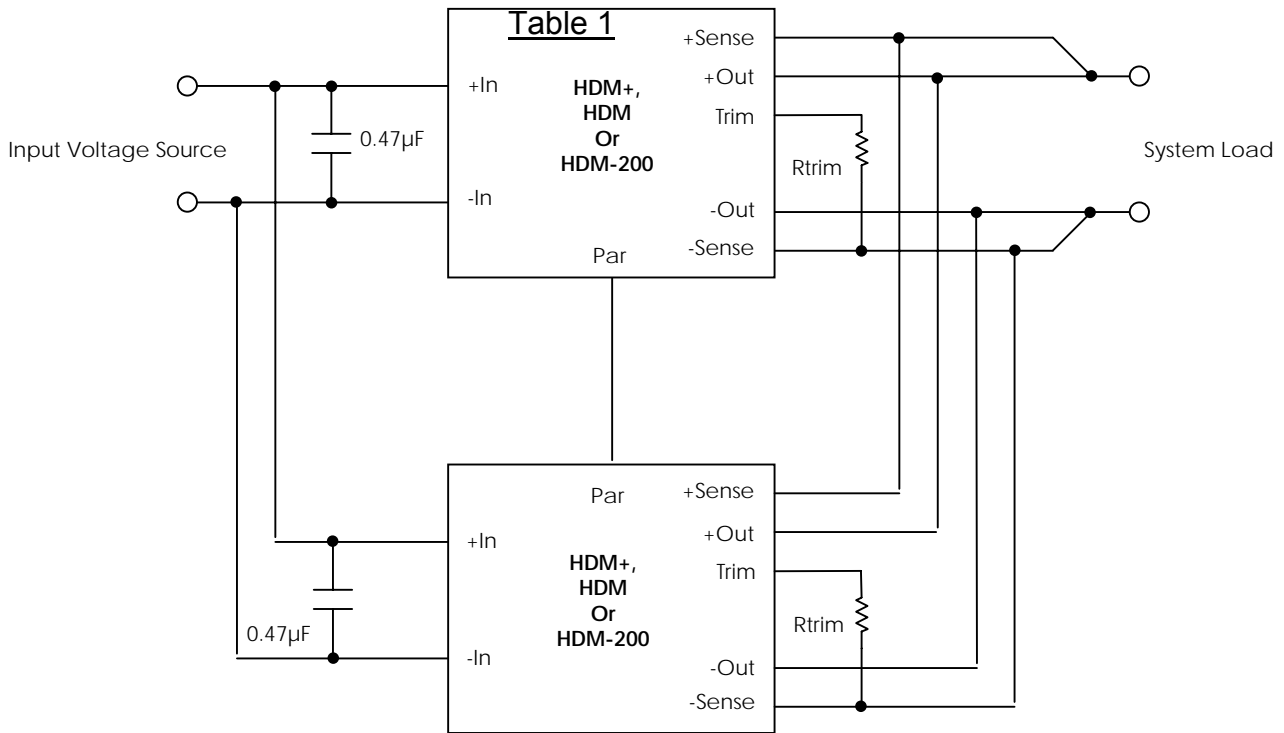 Table 1
+Sense
+Out
+In
HDM+,
HDM
Or
HDM-200
Trim
0.47µF
Input Voltage Source
System Load
Rtrim
-In
-Out
Par
-Sense
Par
+Sense
+Out
+In
HDM+,
HDM
Or
HDM-200
Trim
Rtrim
0.47µF
-In
-Out
-Sense